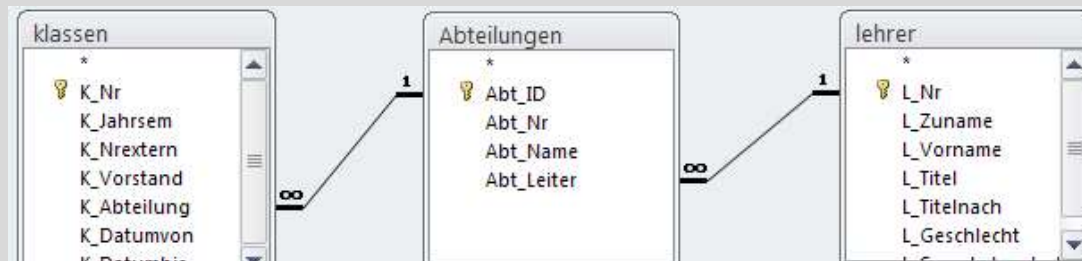 klassen
*
K_Nr
K_Jahrsem
K_Nrextern
K_Vorstand
K_Abteilung
K_Datumvon
∞
1
Abteilungen
*
Abt_ID
Abt_Nr
Abt_Name
Abt_Leiter
∞
1
lehrer
*
L_Nr
L_Zuname
L_Vorname
L_Titel
L_Titelnach
L_Geschlecht